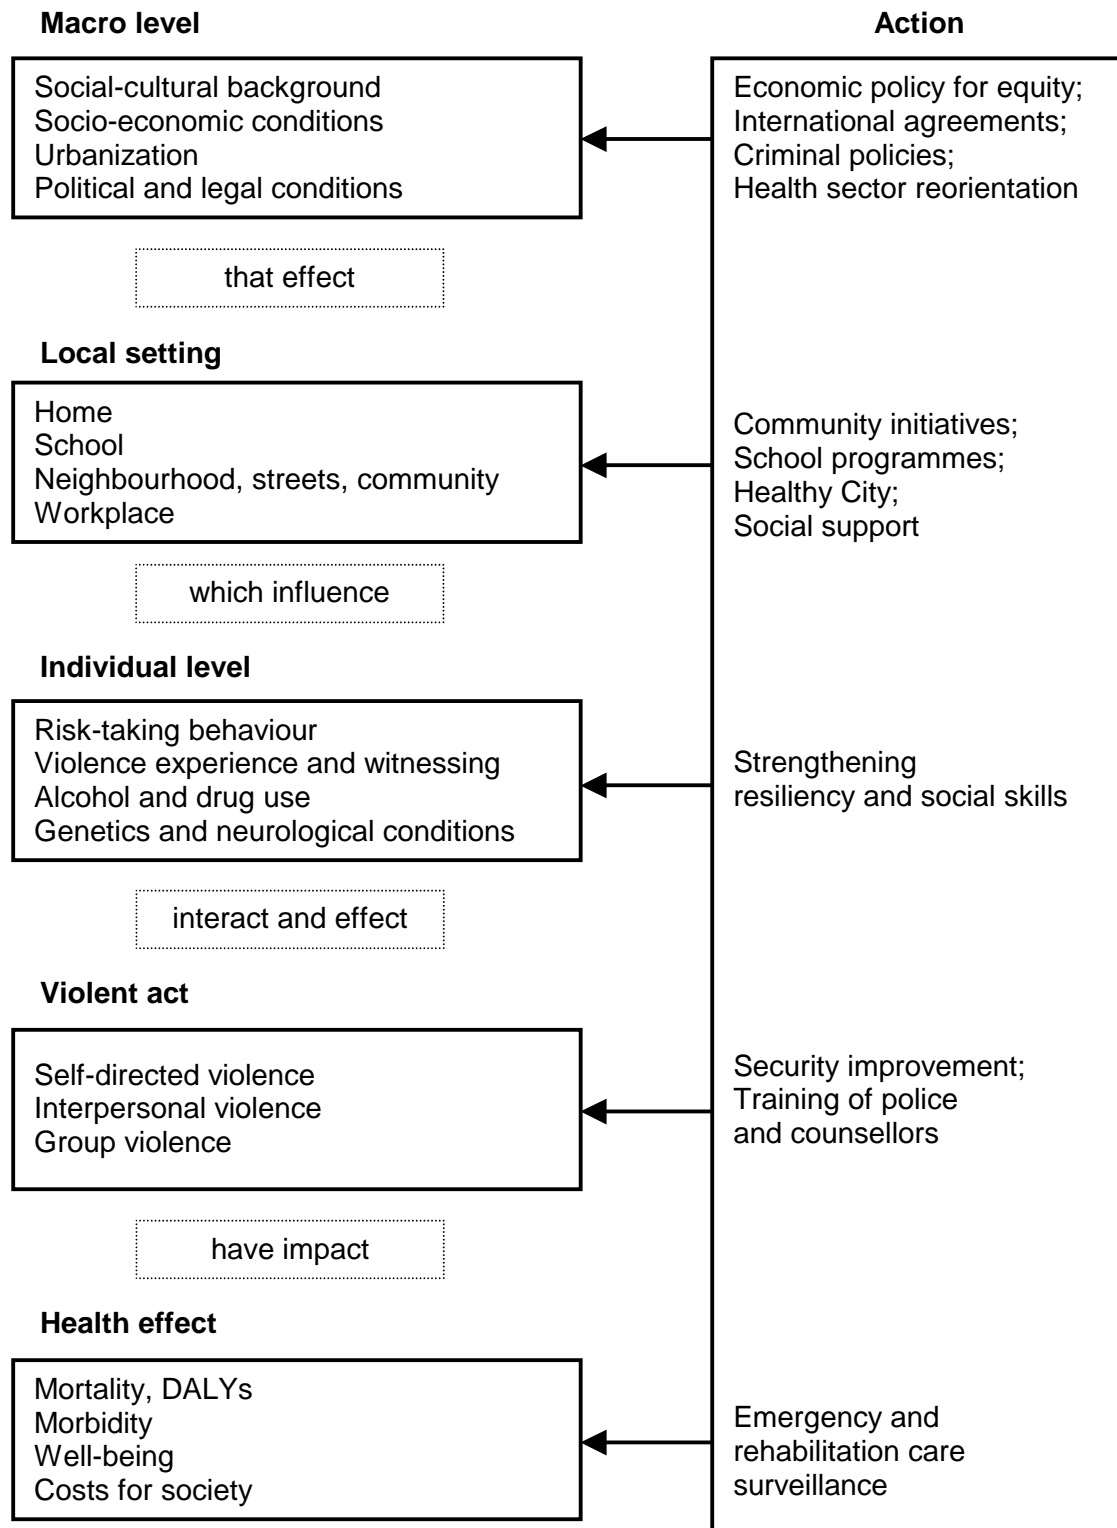 Macro level
Action
Social-cultural background
Socio-economic conditions
Urbanization
Political and legal conditions
Economic policy for equity;
International agreements;
Criminal policies;
Health sector reorientation
that effect
Local setting
Home
School
Neighbourhood, streets, community
Workplace
Community initiatives;
School programmes;
Healthy City;
Social support
which influence
Individual level
Risk-taking behaviour
Violence experience and witnessing
Alcohol and drug use
Genetics and neurological conditions
Strengthening
resiliency and social skills
interact and effect
Violent act
Self-directed violence
Interpersonal violence
Group violence
Security improvement;
Training of police
and counsellors
have impact
Health effect
Mortality, DALYs
Morbidity
Well-being
Costs for society
Emergency and
rehabilitation care
surveillance